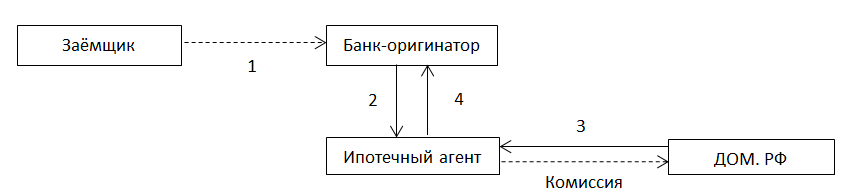 Заёмщик
Банк-оригинатор
1
2
4
3
Ипотечный агент
ДОМ. РФ
Комиссия